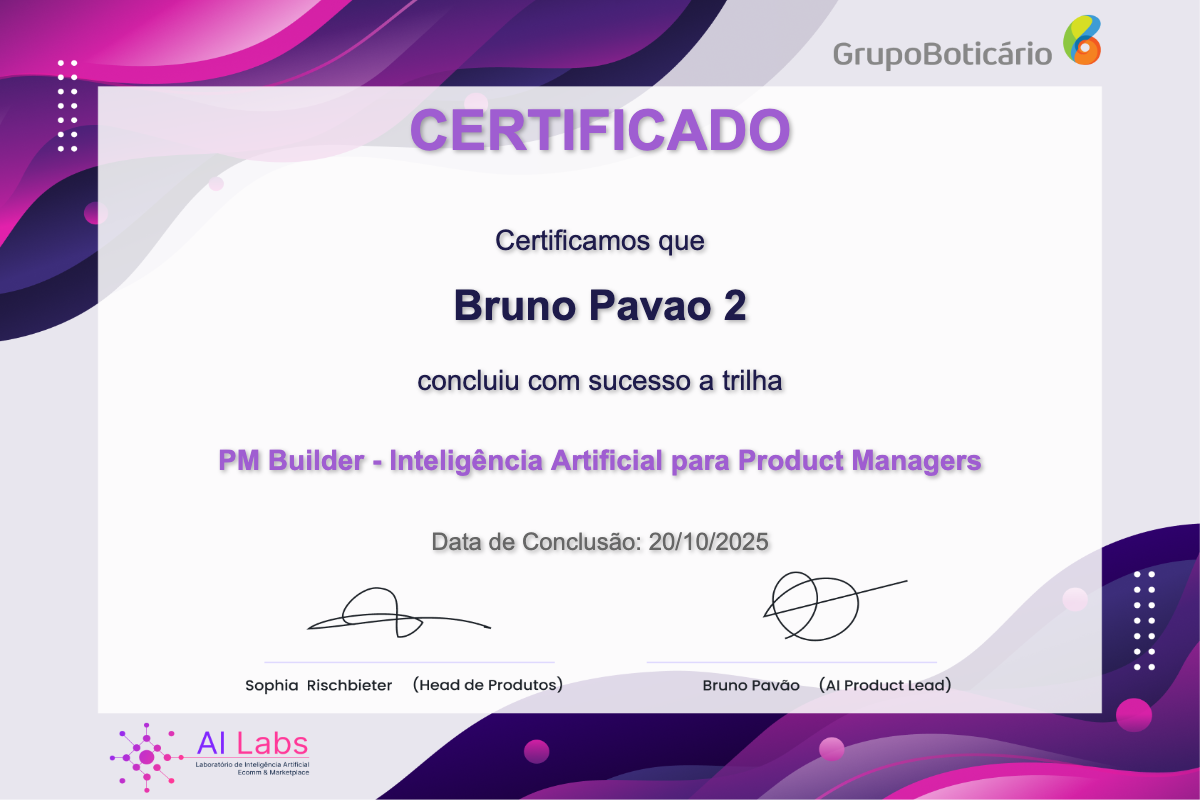 GrupoBoticário
CERTIFICADO
Certificamos que
Bruno Pavao 2
concluiu com sucesso a trilha
PM Builder - Inteligência Artificial para Product Managers
Data de Conclusão: 20/10/2025
Sophia Rischbieter (Head de Produtos)
Bruno Pavão (AI Product Lead)
AI Labs
Laboratório de Inteligência Artificial
Ecomm & Marketplace